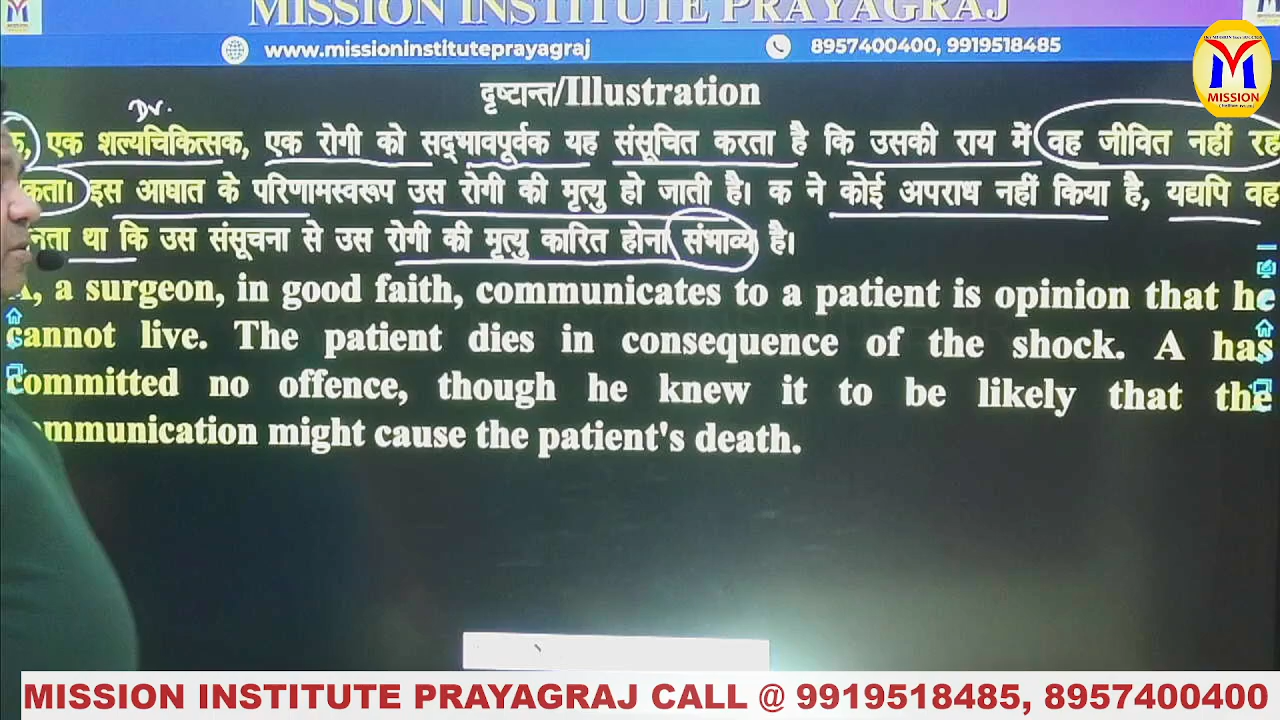 MISSION INSTITUTE PRAYAGRAJ
www.missioninstituteprayagraj 8957400400, 9919518485
MISSION
दृष्टान्त/Illustration
Dr.
एक शल्यचिकित्सक, एक रोगी को सद्भावपूर्वक यह संसूचित करता है कि उसकी राय में वह जीवित नहीं रह
इस आघात के परिणामस्वरूप उस रोगी की मृत्यु हो जाती है। क ने कोई अपराध नहीं किया है, यद्यपि वह
था कि उस संसूचना से उस रोगी की मृत्यु कारित होना संभाव्य है।
A, a surgeon, in good faith, communicates to a patient is opinion that he
cannot live. The patient dies in consequence of the shock. A has
committed no offence, though he knew it to be likely that the
communication might cause the patient's death.
MISSION INSTITUTE PRAYAGRAJ CALL @ 9919518485, 8957400400